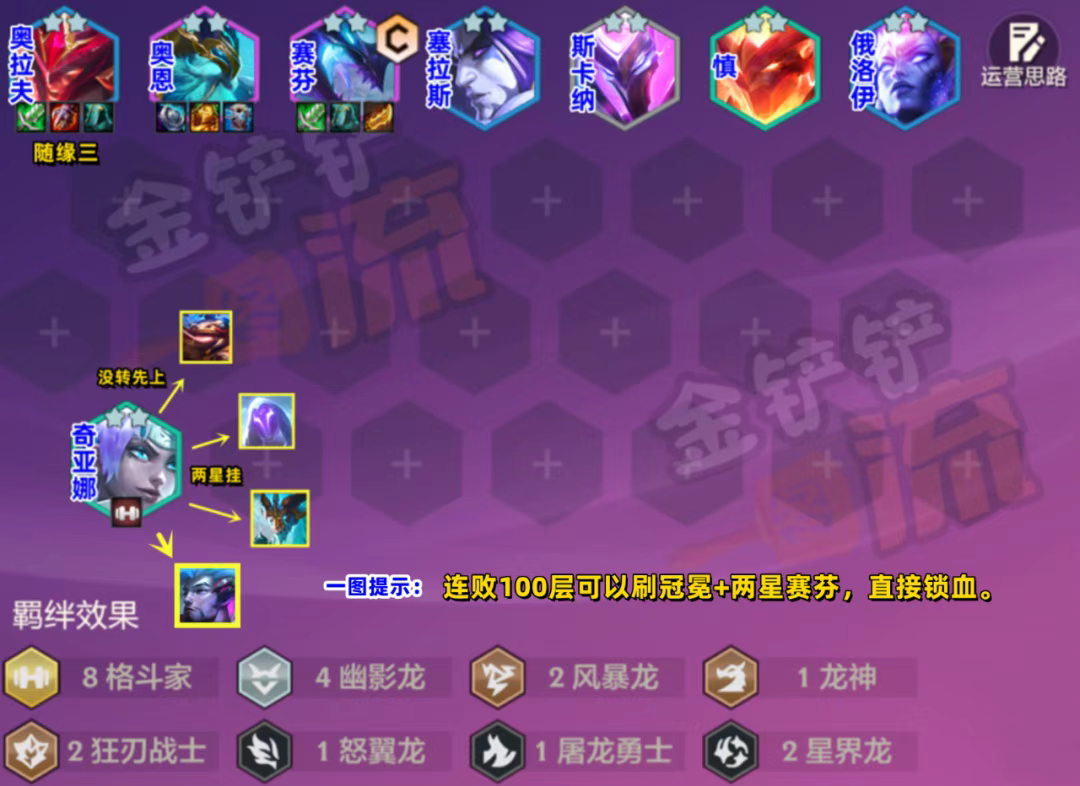 奥拉夫
奥恩
赛芬
C
塞拉斯
斯卡纳
慎
俄洛伊
运营思路
随缘三
金铲铲
一图流
没转先上
奇亚娜
两星挂
金铲铲
一图流
一图提示： 连败100层可以刷冠冕+两星赛芬，直接锁血。
羁绊效果
8 格斗家
4 幽影龙
2 风暴龙
1 龙神
2 狂刃战士
1 怒翼龙
1 屠龙勇士
2 星界龙